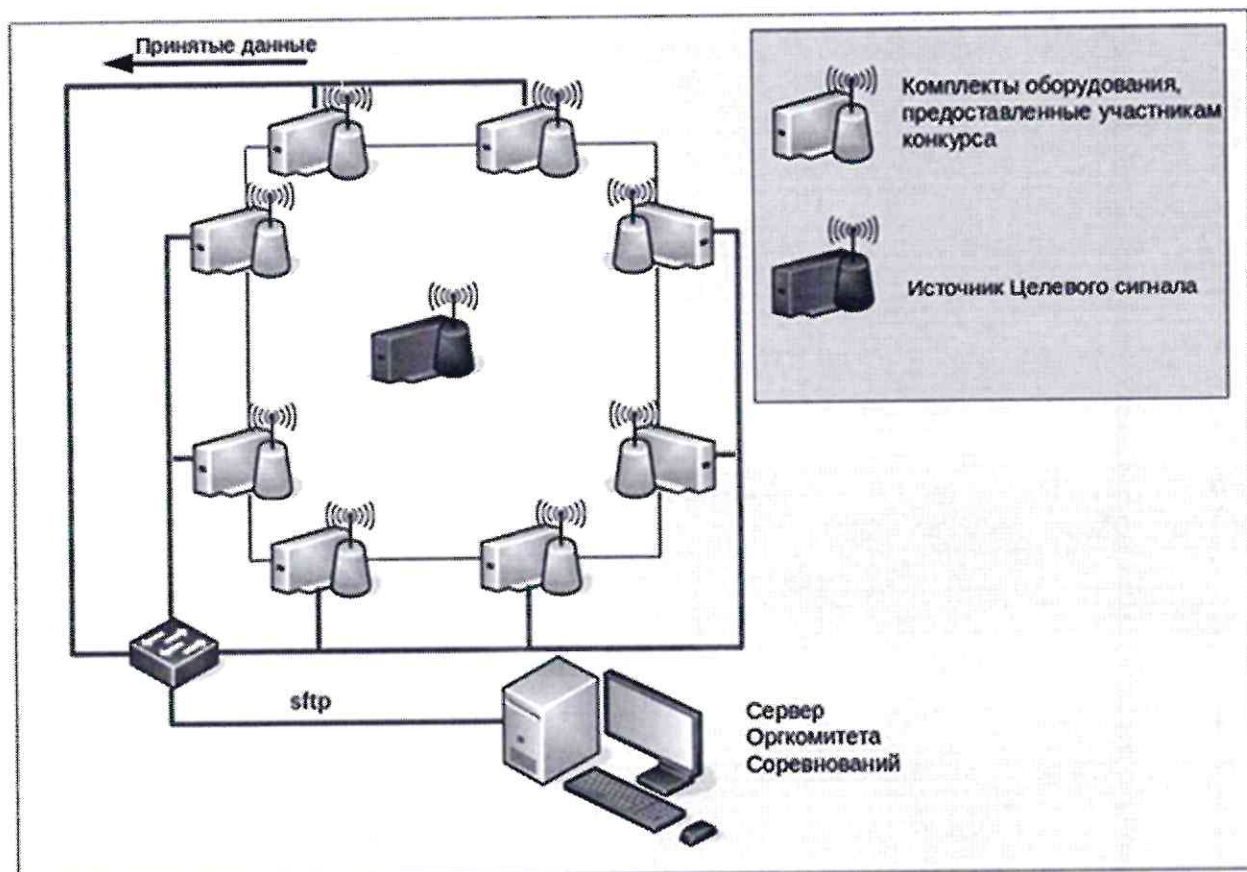 Принятые данные
Комплекты оборудования,
предоставленные участникам
конкурса
Источник Целевого сигнала
sftp
Сервер
Оргкомитета
Соревнований